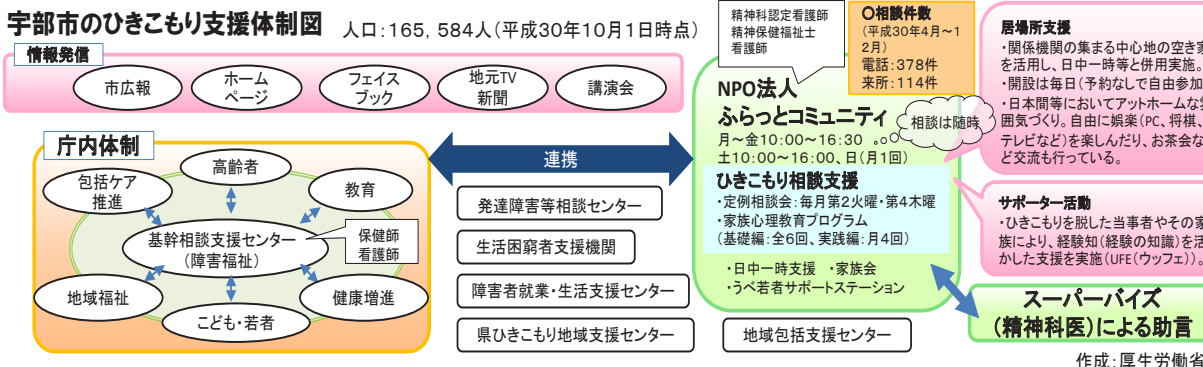 宇部市のひきこもり支援体制図
人口：165，584人（平成30年10月1日時点）
情報発信
市広報
ホーム
ページ
フェイス
ブック
地元TV
新聞
講演会
庁内体制
高齢者
包括ケア
推進
教育
基幹相談支援センター
（障害福祉）
保健師
看護師
地域福祉
健康増進
こども・若者
連携
発達障害等相談センター
生活困窮者支援機関
障害者就業・生活支援センター
県ひきこもり地域支援センター
地域包括支援センター
精神科認定看護師
精神保健福祉士
看護師
〇相談件数
（平成30年4月～1
2月）
電話：378件
来所：114件
NPO法人
ふらっとコミュニティ
相談は随時
月～金10：00～16：30
土10：00～16：00、日（月1回）
ひきこもり相談支援
・定例相談会：毎月第2火曜・第4木曜
・家族心理教育プログラム
（基礎編：全6回、実践編：月4回）
・日中一時支援　・家族会
・うべ若者サポートステーション
居場所支援
・関係機関の集まる中心地の空き
を活用し、日中一時等と併用実施。
・開設は毎日（予約なしで自由参加
・日本間等においてアットホームな
囲気づくり。自由に娯楽（PC、将棋、
テレビなど）を楽しんだり、お茶会な
ど交流も行っている。
サポーター活動
・ひきこもりを脱した当事者やその家
族により、経験知（経験の知識）を活
かした支援を実施（UFE（ウッフェ））。
スーパーバイズ
（精神科医）による助言
作成：厚生労働省